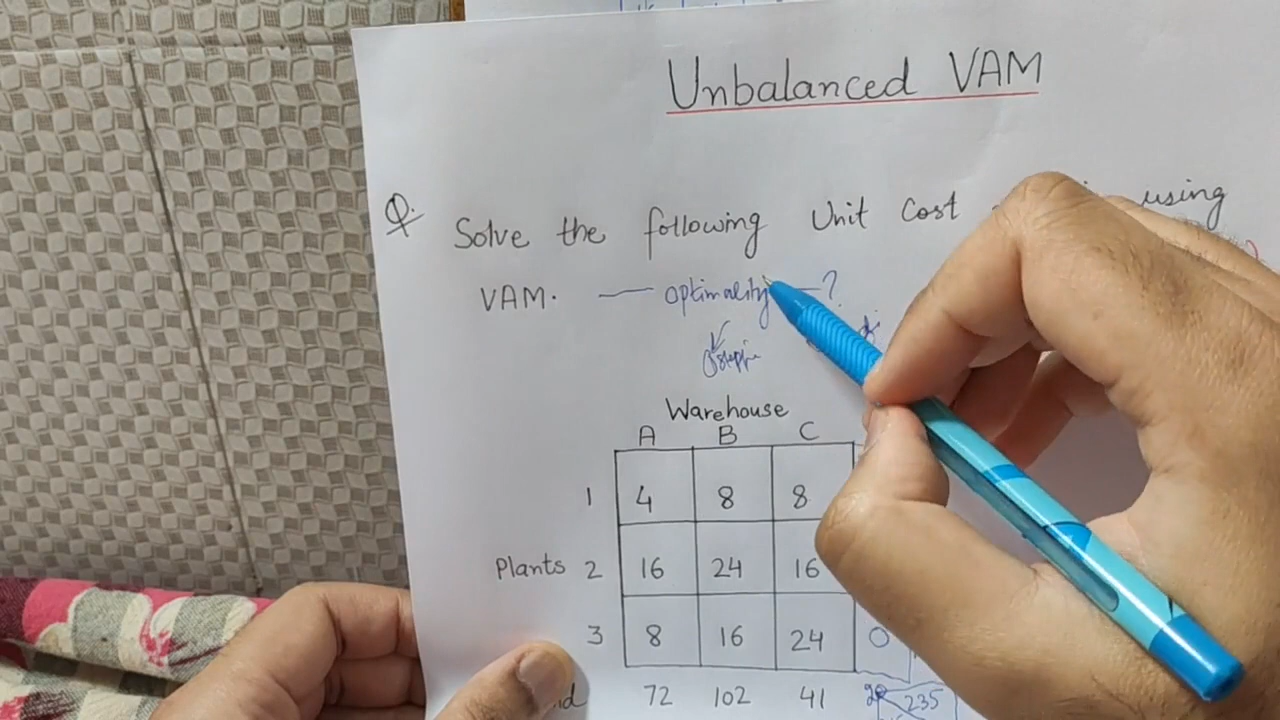 Unbalanced VAM
Q. Solve the following Unit Cost using
VAM. — optimality — ?
Warehouse
A B C
1 4 8 8
Plants 2 16 24 16
3 8 16 24 0
72 102 41 235